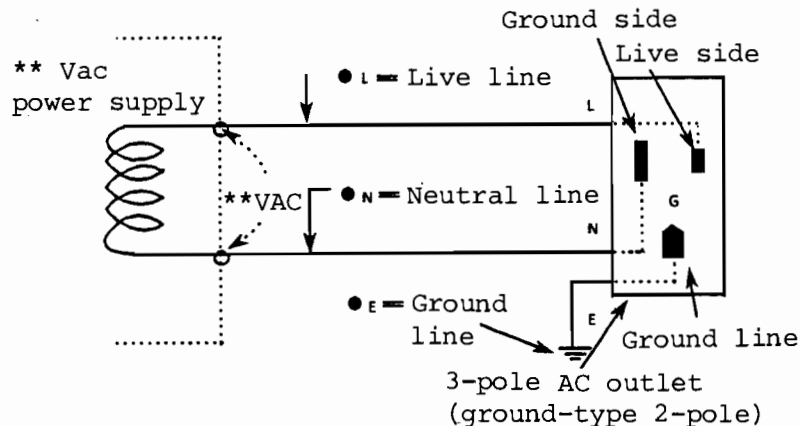 Ground side
Live side
** Vac
power supply
● L = Live line
L
**VAC
● N = Neutral line
G
N
● E = Ground
line
E
Ground line
3-pole AC outlet
(ground-type 2-pole)